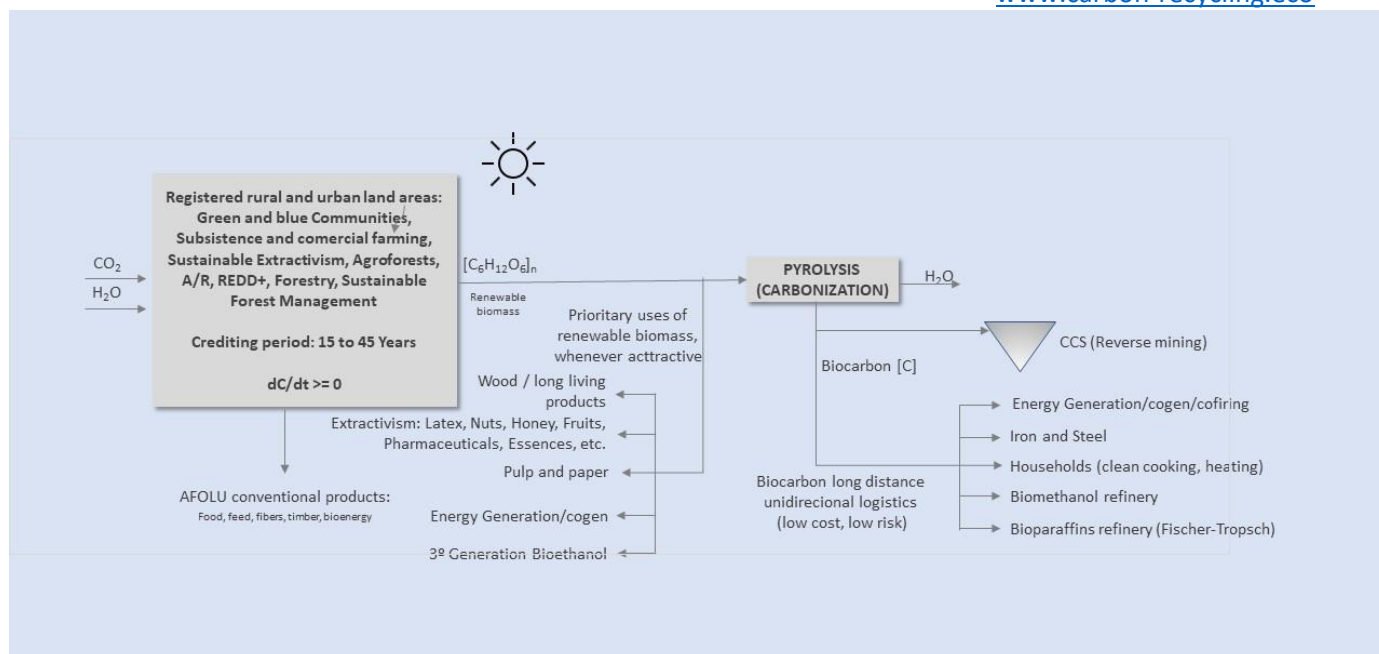 Registered rural and urban land areas:
Green and blue Communities,
Subsistence and comercial farming,
Sustainable Extractivism, Agroforests,
A/R, REDD+, Forestry, Sustainable
Forest Management
Crediting period: 15 to 45 Years
dC/dt >= 0
CO₂
H₂O
[C₆H₁₂O₆]ₙ
Renewable
biomass
PYROLYSIS
(CARBONIZATION)
H₂O
Prioritary uses of
renewable biomass,
whenever acttractive
Wood / long living
products
Extractivism: Latex, Nuts, Honey, Fruits,
Pharmaceuticals, Essences, etc.
Pulp and paper
Energy Generation/cogen
3º Generation Bioethanol
AFOLU conventional products:
Food, feed, fibers, timber, bioenergy
Biocarbon [C]
CCS (Reverse mining)
Biocarbon long distance
unidirecional logistics
(low cost, low risk)
Energy Generation/cogen/cofiring
Iron and Steel
Households (clean cooking, heating)
Biomethanol refinery
Bioparaffins refinery (Fischer-Tropsch)